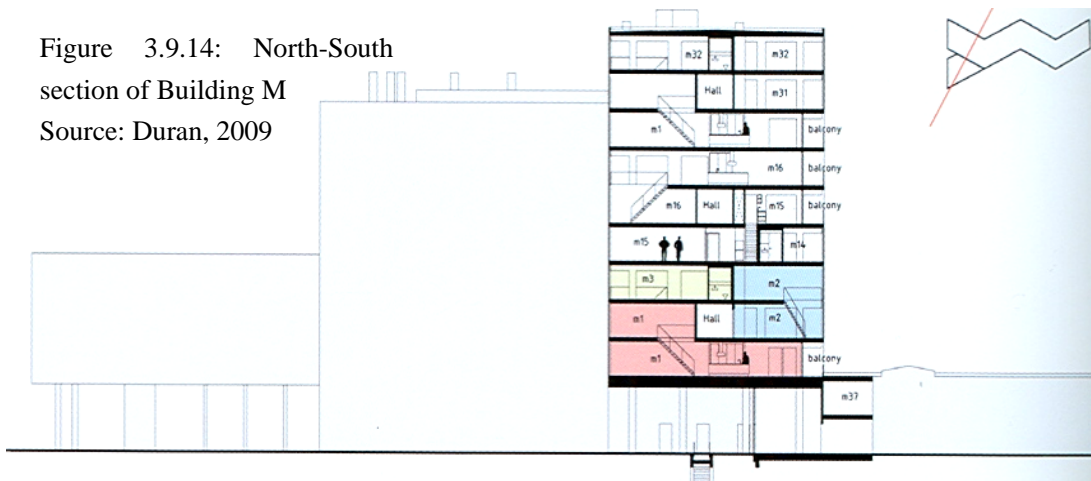 Figure 3.9.14: North-South
section of Building M
Source: Duran, 2009
m32 m32
Hall m31
m1 balcony
m16 balcony
m16 Hall m15 balcony
m15 m14
m3 m2
m1 Hall m2
m1 balcony
m37